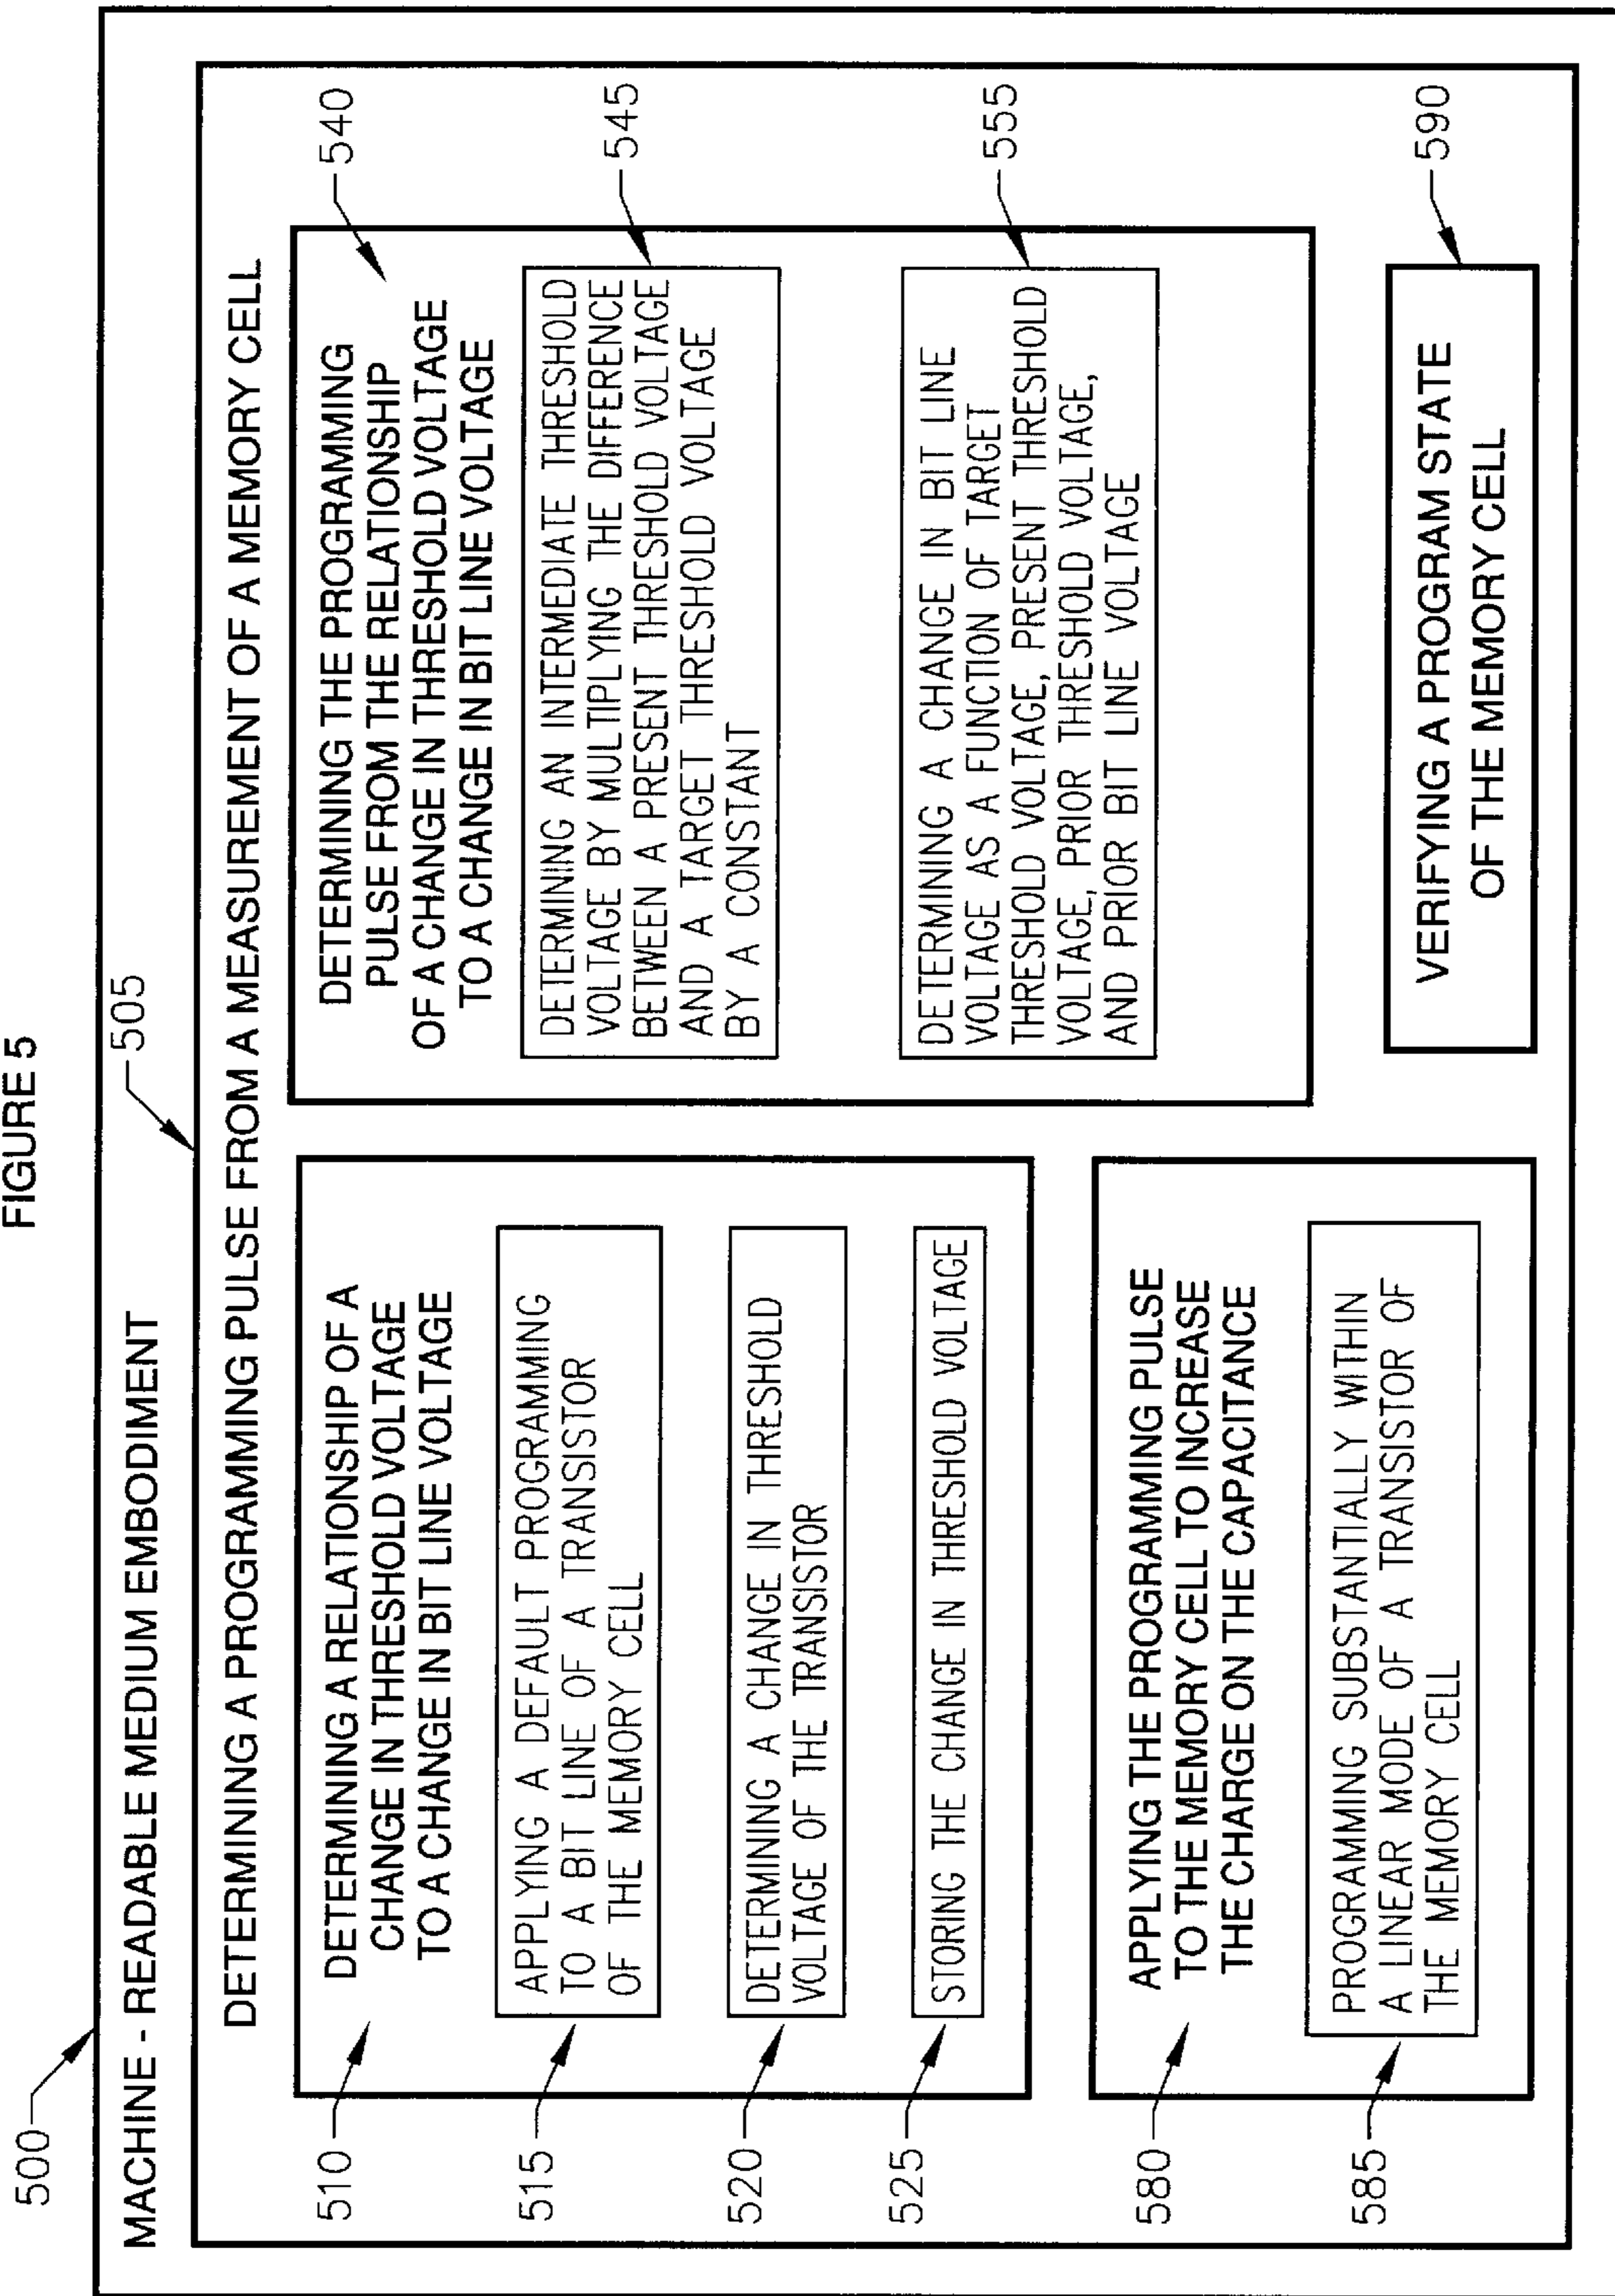 FIGURE 5
500
MACHINE - READABLE MEDIUM EMBODIMENT
505
DETERMINING A PROGRAMMING PULSE FROM A MEASUREMENT OF A MEMORY CELL
510
DETERMINING A RELATIONSHIP OF A
CHANGE IN THRESHOLD VOLTAGE
TO A CHANGE IN BIT LINE VOLTAGE
515
APPLYING A DEFAULT PROGRAMMING
TO A BIT LINE OF A TRANSISTOR
OF THE MEMORY CELL
520
DETERMINING A CHANGE IN THRESHOLD
VOLTAGE OF THE TRANSISTOR
525
STORING THE CHANGE IN THRESHOLD VOLTAGE
540
DETERMINING THE PROGRAMMING
PULSE FROM THE RELATIONSHIP
OF A CHANGE IN THRESHOLD VOLTAGE
TO A CHANGE IN BIT LINE VOLTAGE
545
DETERMINING AN INTERMEDIATE THRESHOLD
VOLTAGE BY MULTIPLYING THE DIFFERENCE
BETWEEN A PRESENT THRESHOLD VOLTAGE
AND A TARGET THRESHOLD VOLTAGE
BY A CONSTANT
555
DETERMINING A CHANGE IN BIT LINE
VOLTAGE AS A FUNCTION OF TARGET
THRESHOLD VOLTAGE, PRESENT THRESHOLD
VOLTAGE, PRIOR THRESHOLD VOLTAGE,
AND PRIOR BIT LINE VOLTAGE
580
APPLYING THE PROGRAMMING PULSE
TO THE MEMORY CELL TO INCREASE
THE CHARGE ON THE CAPACITANCE
585
PROGRAMMING SUBSTANTIALLY WITHIN
A LINEAR MODE OF A TRANSISTOR OF
THE MEMORY CELL
590
VERIFYING A PROGRAM STATE
OF THE MEMORY CELL